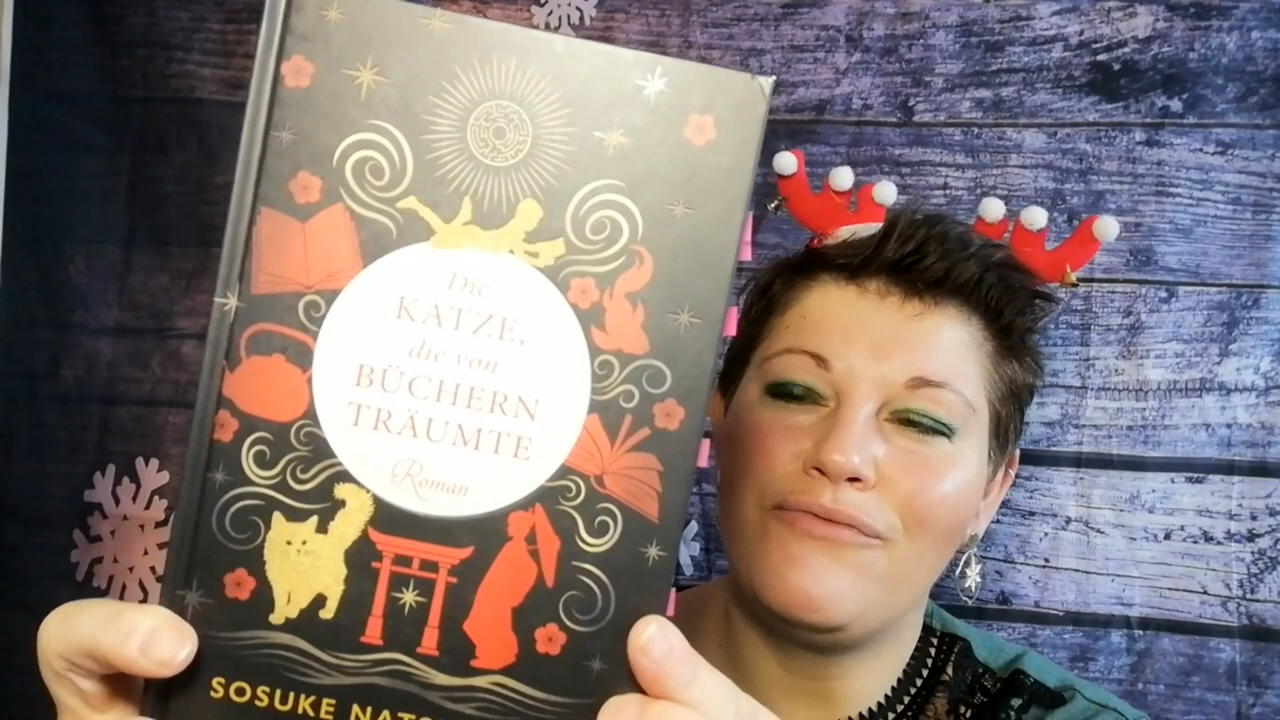 Die
KATZE,
die von
BÜCHERN
TRÄUMTE
Roman
SOSUKE